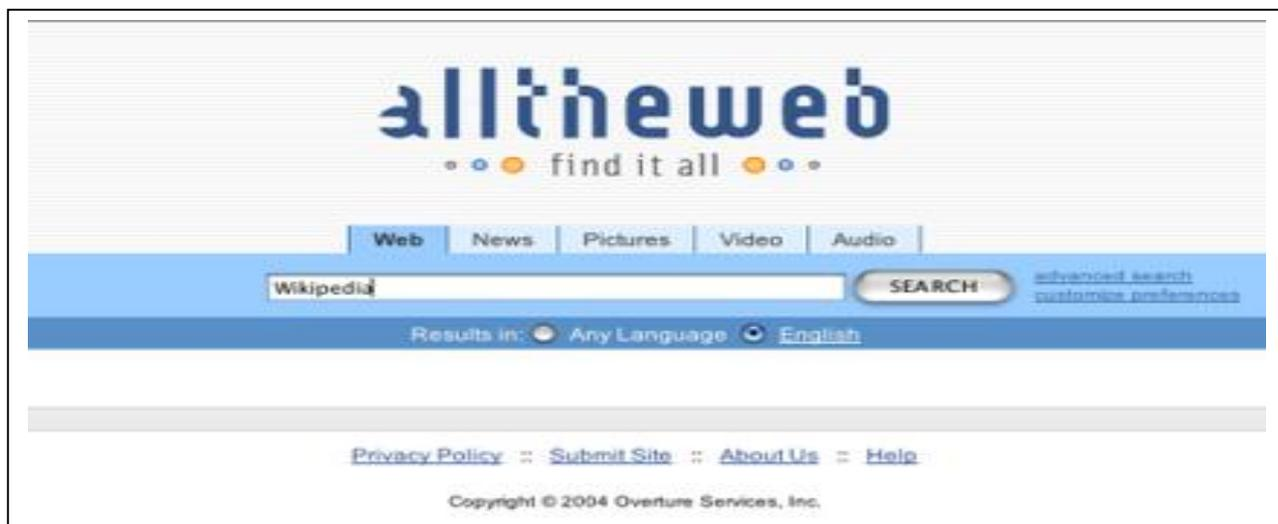 alltheweb
find it all
Web News Pictures Video Audio
Wikipedia SEARCH advanced search
customize preferences
Results in: Any Language English
Privacy Policy :: Submit Site :: About Us :: Help
Copyright © 2004 Overture Services, Inc.